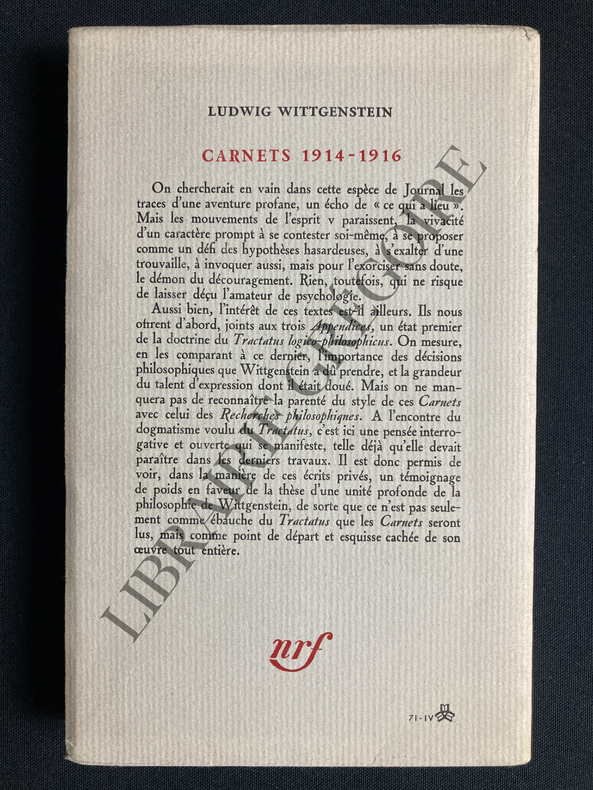 LUDWIG WITTGENSTEIN
CARNETS 1914-1916
On chercherait en vain dans cette espèce de Journal les
traces d'une aventure profane, un écho de « ce qui a lieu ».
Mais les mouvements de l'esprit y paraissent, la vivacité
d'un caractère prompt à se contester soi-même, à se proposer
comme un défi des hypothèses hasardeuses, à s'exalter d'une
trouvaille, à invoquer aussi, mais pour l'exorciser sans doute,
le démon du découragement. Rien, toutefois, qui ne risque
de laisser déçu l'amateur de psychologie.
Aussi bien, l'intérêt de ces textes est-il ailleurs. Ils nous
offrent d'abord, joints aux trois Appendices, un état premier
de la doctrine du Tractatus logico-philosophicus. On mesure,
en les comparant à ce dernier, l'importance des décisions
philosophiques que Wittgenstein a dû prendre, et la grandeur
du talent d'expression dont il était doué. Mais on ne man-
quera pas de reconnaître la parenté du style de ces Carnets
avec celui des Recherches philosophiques. A l'encontre du
dogmatisme voulu du Tractatus, c'est ici une pensée interro-
gative et ouverte qui se manifeste, telle déjà qu'elle devait
paraître dans les derniers travaux. Il est donc permis de
voir, dans la manière de ces écrits privés, un témoignage
de poids en faveur de la thèse d'une unité profonde de la
philosophie de Wittgenstein, de sorte que ce n'est pas seule-
ment comme ébauche du Tractatus que les Carnets seront
lus, mais comme point de départ et esquisse cachée de son
œuvre tout entière.
nrf
71-IV
LIBRAIRIE GREGOIRE